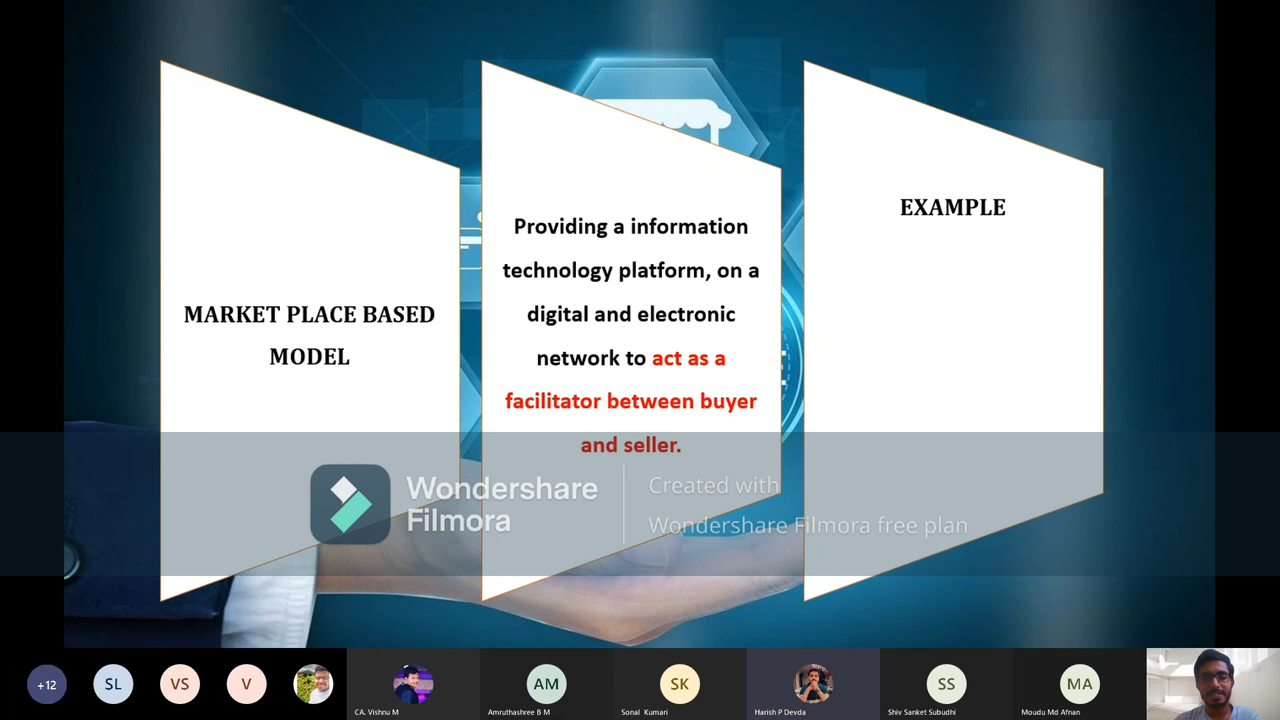 MARKET PLACE BASED
MODEL
Providing a information
technology platform, on a
digital and electronic
network to act as a
facilitator between buyer
and seller.
EXAMPLE
Wondershare
Filmora
Created with
Wondershare Filmora free plan
+12
SL
VS
V
CA. Vishnu M
AM
Amruthashree B M
SK
Sonal Kumari
Harish P Devda
SS
Shiv Sanket Subudhi
MA
Moudu Md Afnan